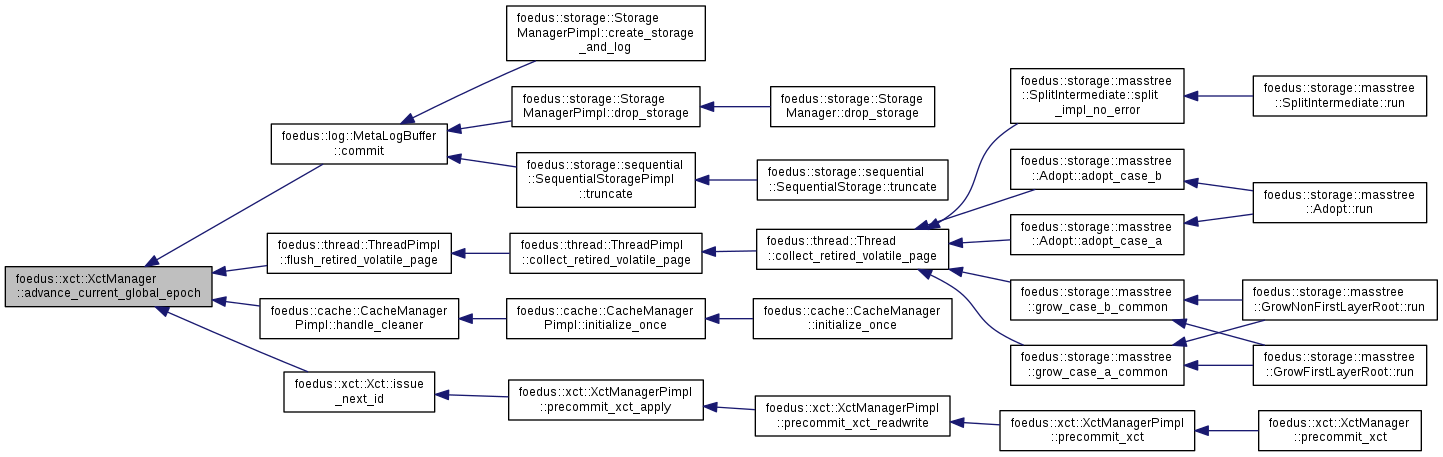 foedus::xct::XctManager
::advance_current_global_epoch
foedus::log::MetaLogBuffer
::commit
foedus::storage::Storage
ManagerPimpl::create_storage
_and_log
foedus::storage::Storage
ManagerPimpl::drop_storage
foedus::storage::Storage
Manager::drop_storage
foedus::storage::sequential
::SequentialStoragePimpl
::truncate
foedus::storage::sequential
::SequentialStorage::truncate
foedus::thread::ThreadPimpl
::flush_retired_volatile_page
foedus::thread::ThreadPimpl
::collect_retired_volatile_page
foedus::thread::Thread
::collect_retired_volatile_page
foedus::storage::masstree
::SplitIntermediate::split
_impl_no_error
foedus::storage::masstree
::SplitIntermediate::run
foedus::storage::masstree
::Adopt::adopt_case_b
foedus::storage::masstree
::Adopt::run
foedus::storage::masstree
::Adopt::adopt_case_a
foedus::storage::masstree
::grow_case_b_common
foedus::storage::masstree
::GrowNonFirstLayerRoot::run
foedus::storage::masstree
::grow_case_a_common
foedus::storage::masstree
::GrowFirstLayerRoot::run
foedus::cache::CacheManager
Pimpl::handle_cleaner
foedus::cache::CacheManager
Pimpl::initialize_once
foedus::cache::CacheManager
::initialize_once
foedus::xct::Xct::issue
_next_id
foedus::xct::XctManagerPimpl
::precommit_xct_apply
foedus::xct::XctManagerPimpl
::precommit_xct_readwrite
foedus::xct::XctManagerPimpl
::precommit_xct
foedus::xct::XctManager
::precommit_xct